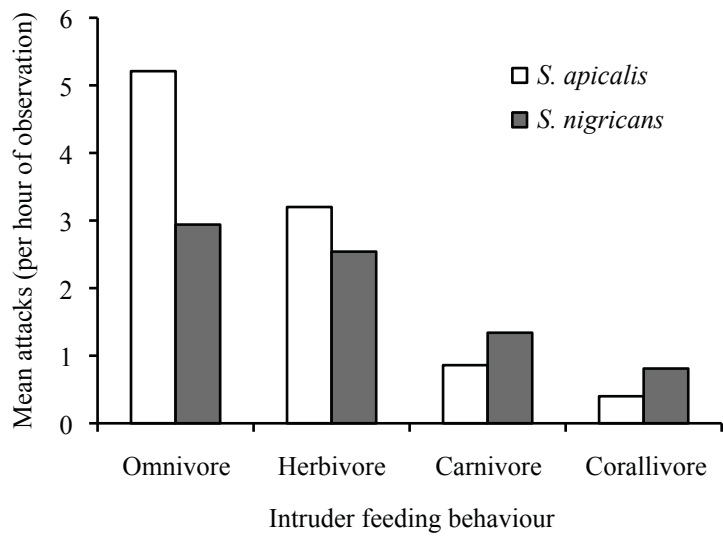 Mean attacks (per hour of observation)
6
5
4
3
2
1
0
S. apicalis
S. nigricans
Omnivore Herbivore Carnivore Corallivore
Intruder feeding behaviour